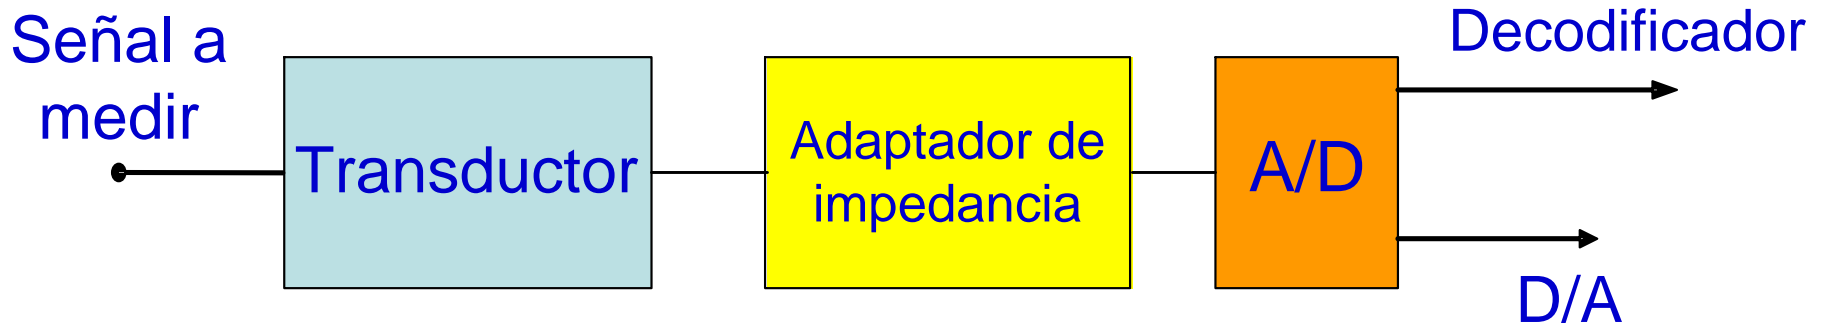 Señal a
medir
Transductor
Adaptador de
impedancia
A/D
Decodificador
D/A